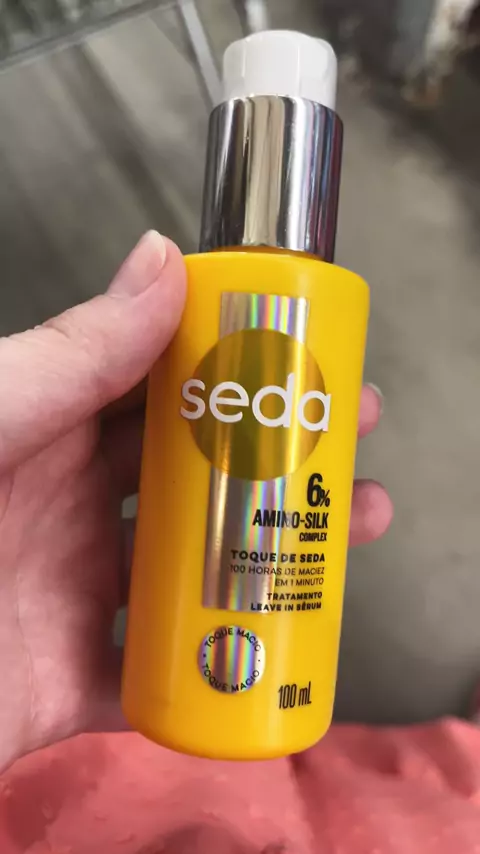 seda
6%
AMINO-SILK
COMPLEX
TOQUE DE SEDA
100 HORAS DE MACIEZ
EM 1 MINUTO
TRATAMENTO
LEAVE IN SÉRUM
TOQUE MACIO • TOQUE MACIO •
100 mL